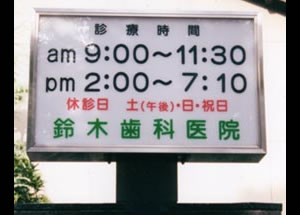 診療時間
am 9:00～11:30
pm 2:00～7:10
休診日 土(午後)・日・祝日
鈴木歯科医院